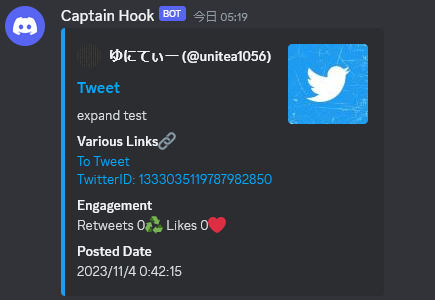 Captain Hook BOT 今日 05:19
ゆにてぃー (@unitea1056)
Tweet
expand test
Various Links🔗
To Tweet
TwitterID: 1333035119787982850
Engagement
Retweets 0♻️ Likes 0❤️
Posted Date
2023/11/4 0:42:15